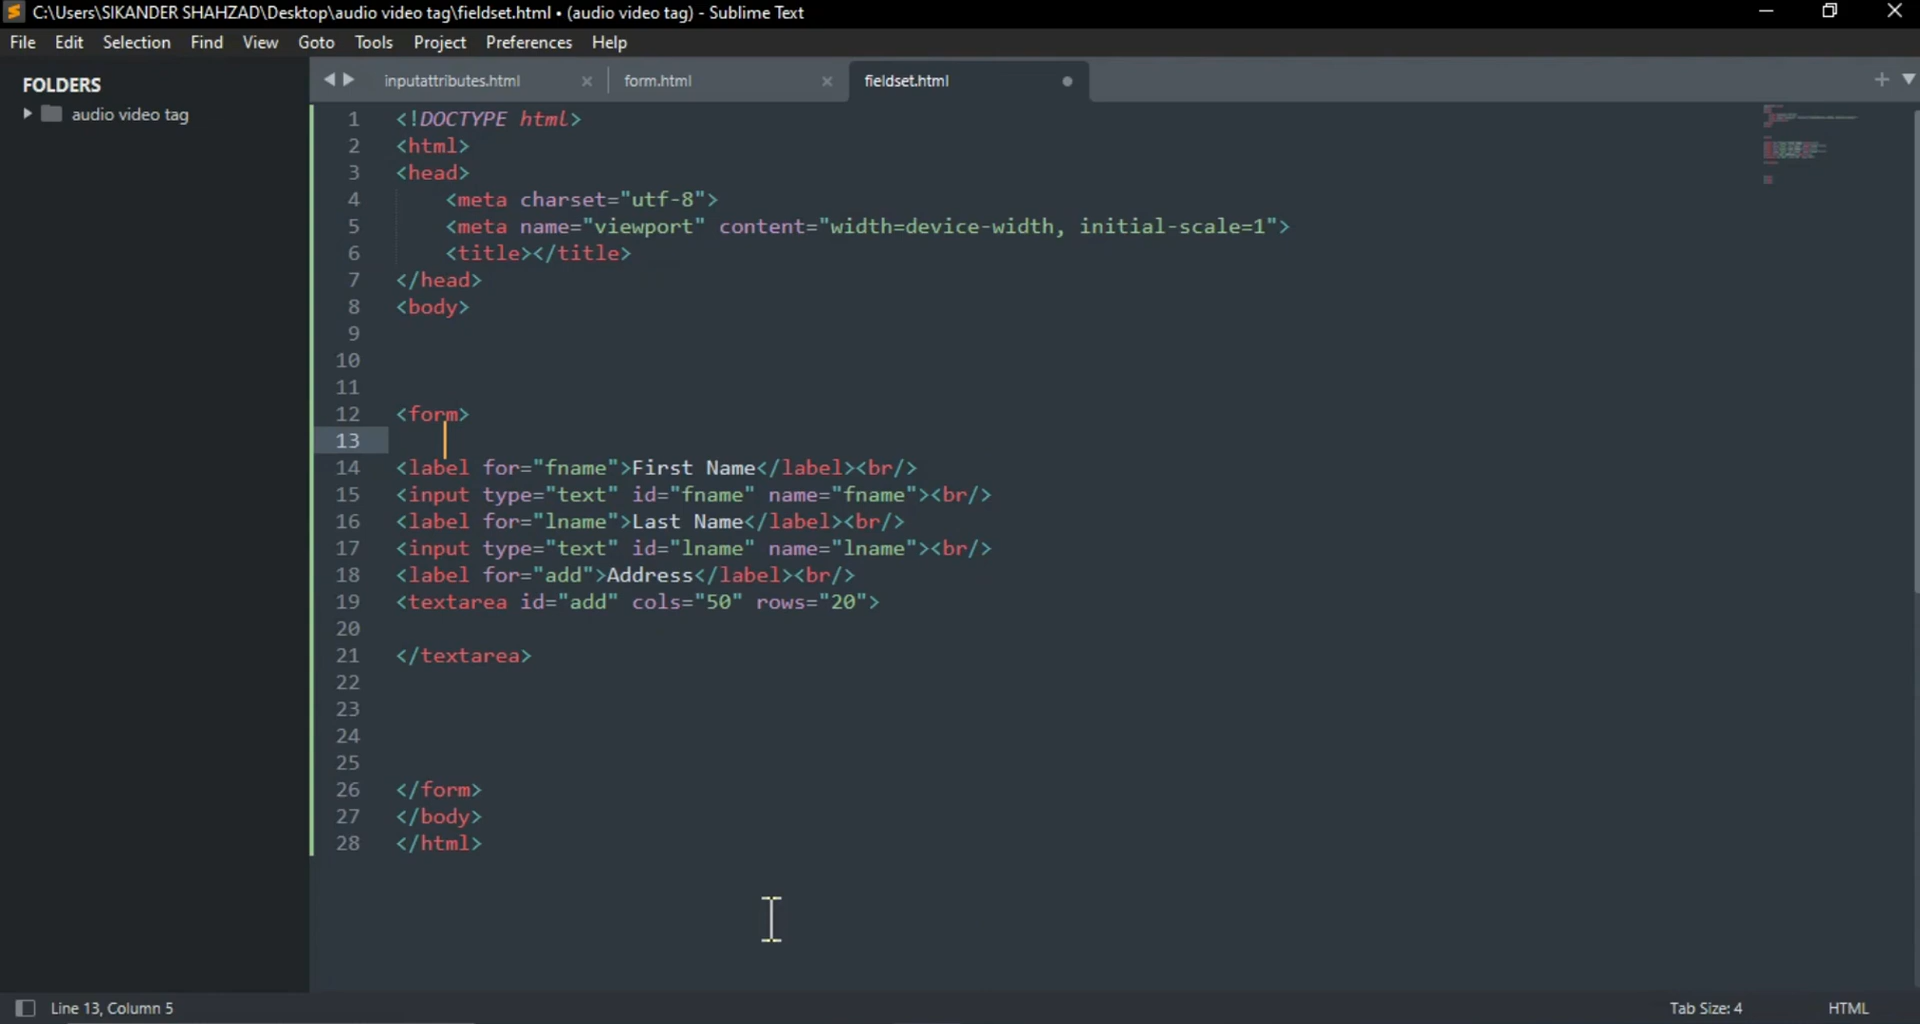 C:\Users\SIKANDER SHAHZAD\Desktop\audio video tag\fieldset.html • (audio video tag) - Sublime Text
File Edit Selection Find View Goto Tools Project Preferences Help
FOLDERS
audio video tag
inputattributes.html × form.html × fieldset.html
1 <!DOCTYPE html>
2 <html>
3 <head>
4 <meta charset="utf-8">
5 <meta name="viewport" content="width=device-width, initial-scale=1">
6 <title></title>
7 </head>
8 <body>
9
10
11
12 <form>
13
14 <label for="fname">First Name</label><br/>
15 <input type="text" id="fname" name="fname"><br/>
16 <label for="lname">Last Name</label><br/>
17 <input type="text" id="lname" name="lname"><br/>
18 <label for="add">Address</label><br/>
19 <textarea id="add" cols="50" rows="20">
20
21 </textarea>
22
23
24
25
26 </form>
27 </body>
28 </html>
Line 13, Column 5 Tab Size: 4 HTML